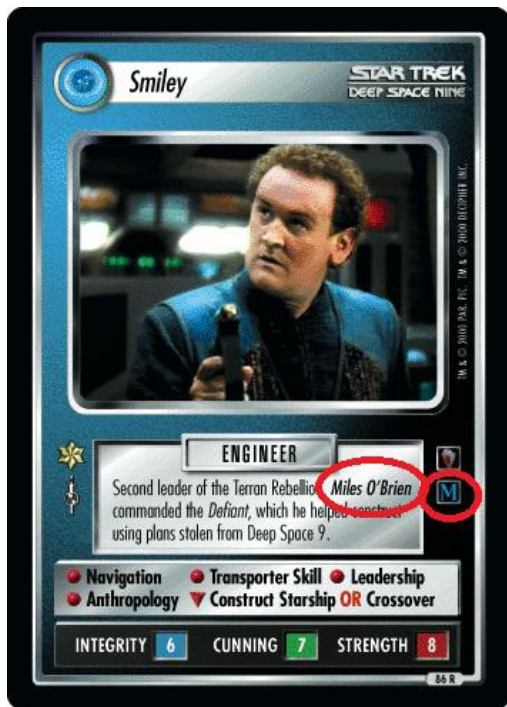 Smiley
STAR TREK
DEEP SPACE NINE
TM & © 2000 PAR. PIC. TM & © 2000 DECIPHER INC.
ENGINEER
Second leader of the Terran Rebellion Miles O'Brien
commanded the Defiant, which he helped construct
using plans stolen from Deep Space 9.
M
Navigation Transporter Skill Leadership
Anthropology Construct Starship OR Crossover
INTEGRITY 6 CUNNING 7 STRENGTH 8
86 R